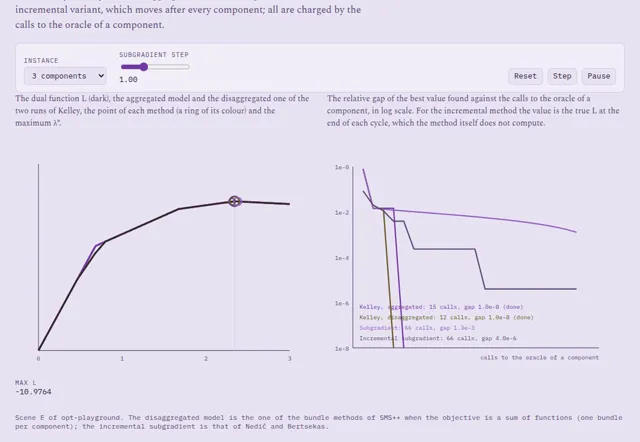 incremental variant, which moves after every component; all are charged by the
calls to the oracle of a component.
INSTANCE
3 components
SUBGRADIENT STEP
1.00
Reset
Step
Pause
The dual function L (dark), the aggregated model and the disaggregated one of the
two runs of Kelley, the point of each method (a ring of its colour) and the
maximum λ*.
The relative gap of the best value found against the calls to the oracle of a
component, in log scale. For the incremental method the value is the true L at the
end of each cycle, which the method itself does not compute.
0
1
2
3
1e-0
1e-2
1e-4
1e-6
1e-8
Kelley, aggregated: 15 calls, gap 1.0e-8 (done)
Kelley, disaggregated: 12 calls, gap 1.0e-8 (done)
Subgradient: 66 calls, gap 1.3e-3
Incremental subgradient: 66 calls, gap 4.0e-6
calls to the oracle of a component
MAX L
-10.9764
Scene E of opt-playground. The disaggregated model is the one of the bundle methods of SMS++ when the objective is a sum of functions (one bundle
per component); the incremental subgradient is that of Nedić and Bertsekas.